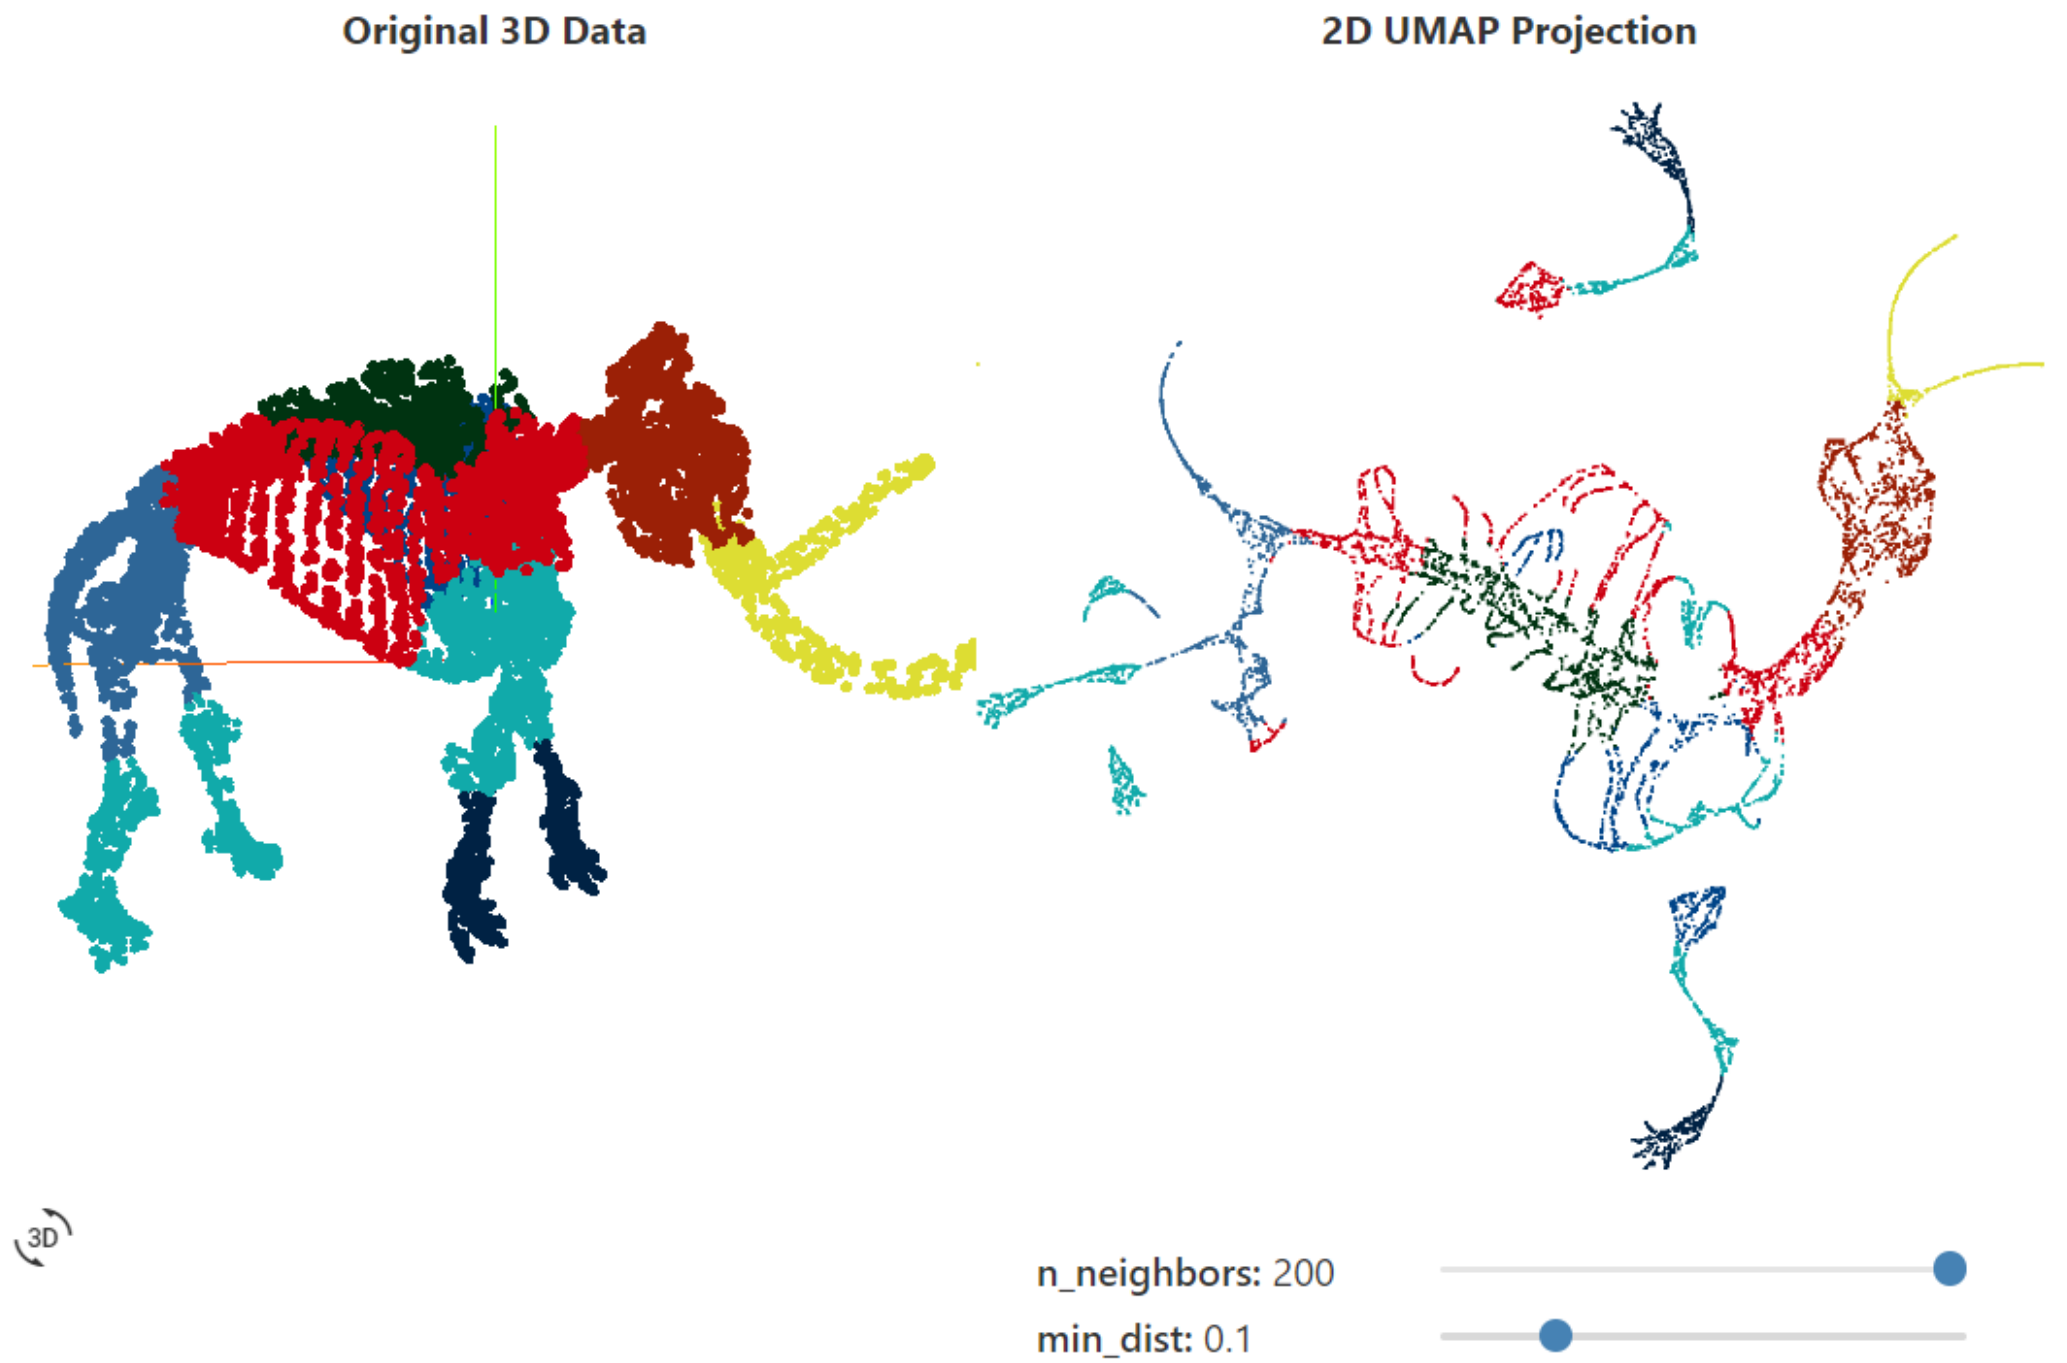 Original 3D Data
2D UMAP Projection
3D
n_neighbors: 200
min_dist: 0.1